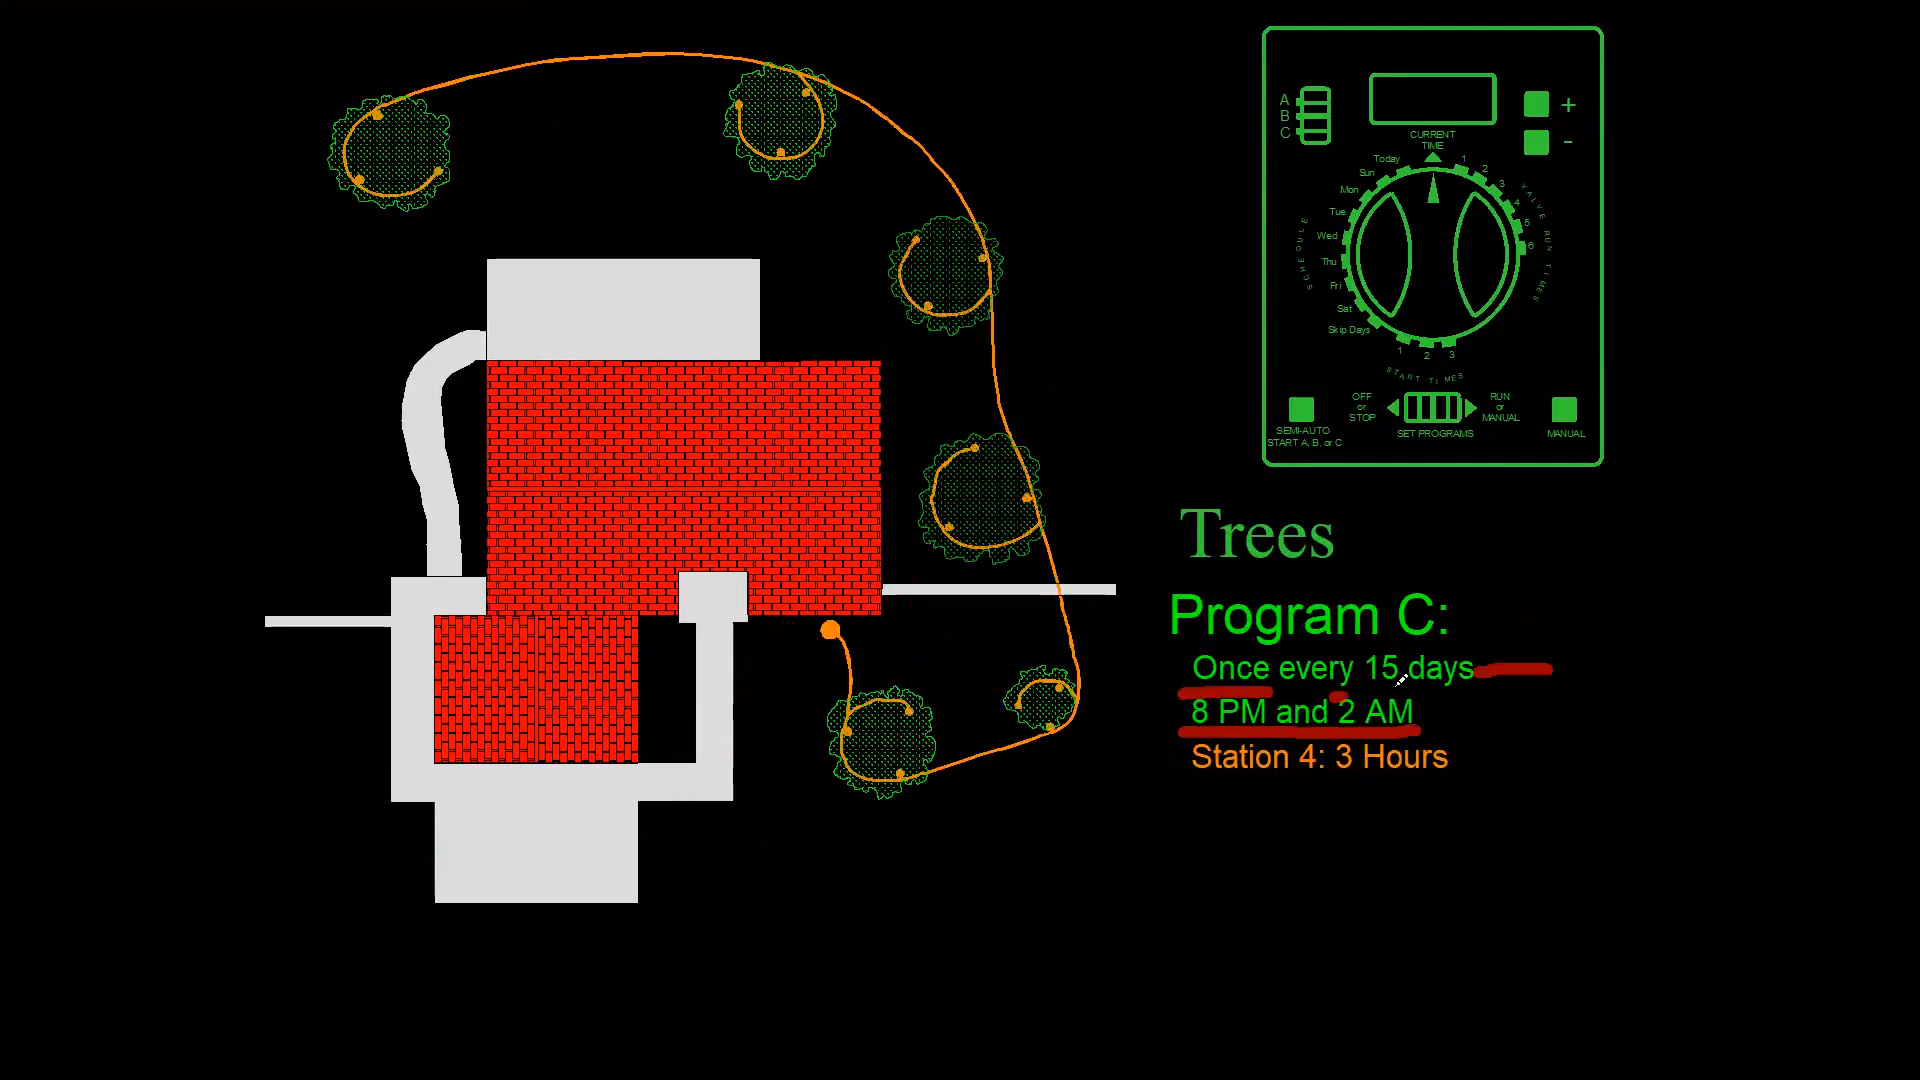 A
B
C
+
-
CURRENT
TIME
Today
Sun
Mon
Tue
Wed
Thu
Fri
Sat
Skip Days
SCHEDULE
1
2
3
4
5
6
VALVE RUN TIMES
1
2
3
START TIMES
OFF
or
STOP
RUN
or
MANUAL
SET PROGRAMS
SEMI-AUTO
START A, B, or C
MANUAL
Trees
Program C:
Once every 15 days
8 PM and 2 AM
Station 4: 3 Hours